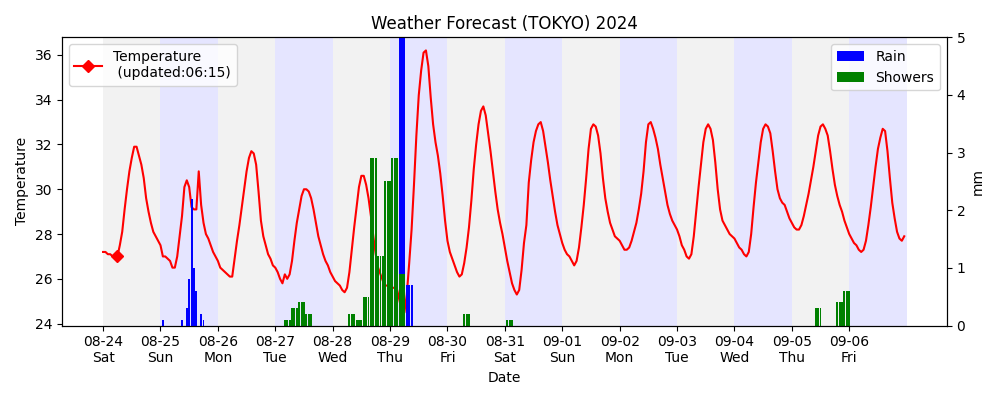 Weather Forecast (TOKYO) 2024
Temperature
(updated:06:15)
Rain
Showers
36
34
32
30
28
26
24
Temperature
5
4
3
2
1
0
mm
08-24 08-25 08-26 08-27 08-28 08-29 08-30 08-31 09-01 09-02 09-03 09-04 09-05 09-06
Sat Sun Mon Tue Wed Thu Fri Sat Sun Mon Tue Wed Thu Fri
Date